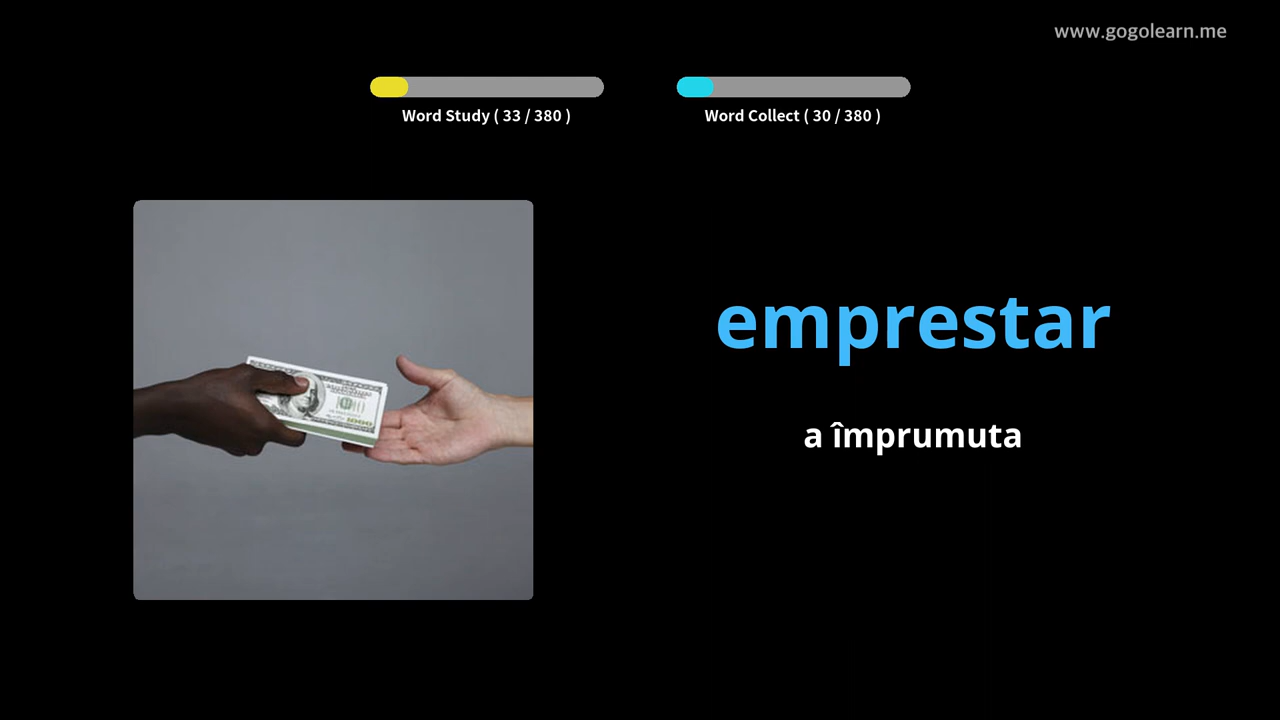 www.gogolearn.me
Word Study ( 33 / 380 )
Word Collect ( 30 / 380 )
emprestar
a împrumuta